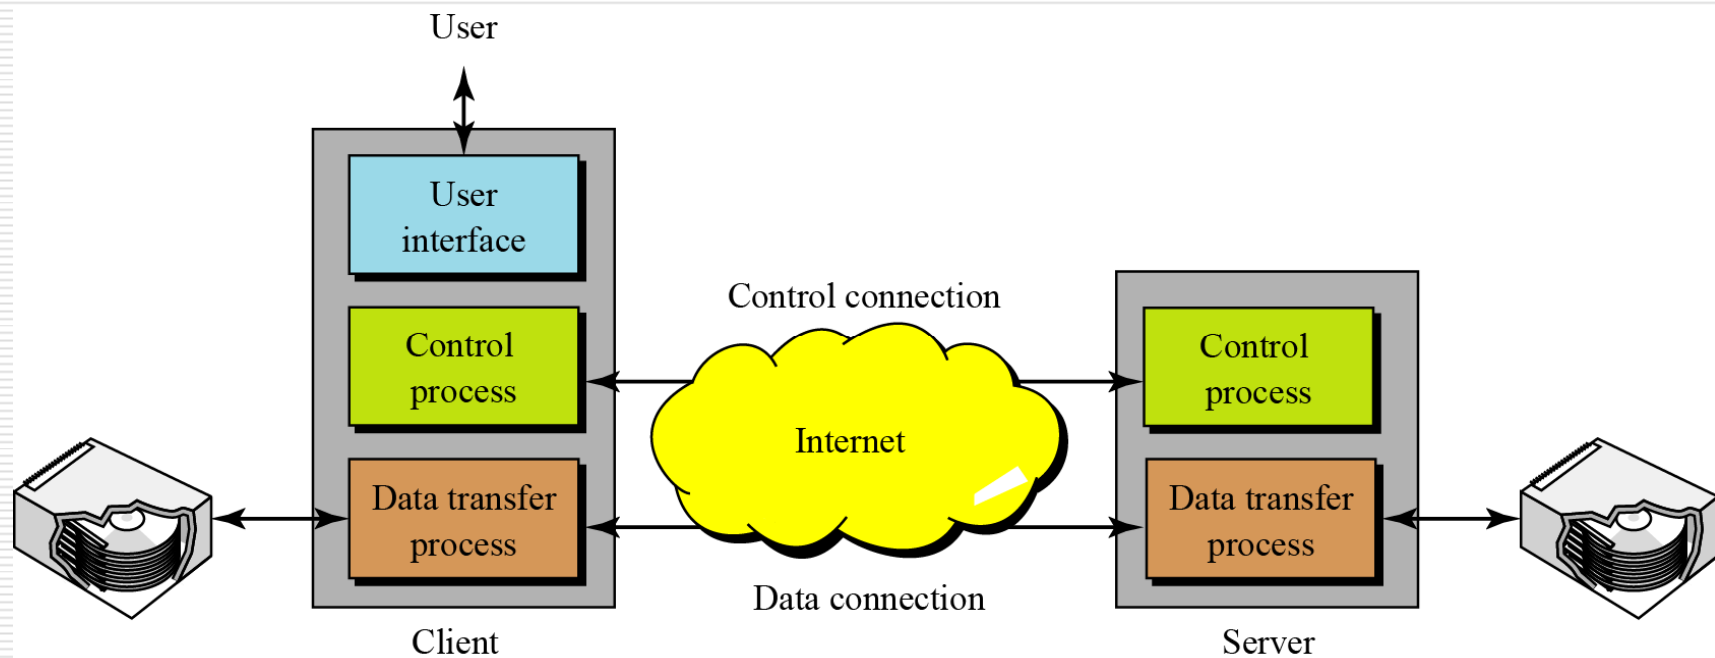 User
User
interface
Control
process
Data transfer
process
Client
Control connection
Internet
Data connection
Control
process
Data transfer
process
Server